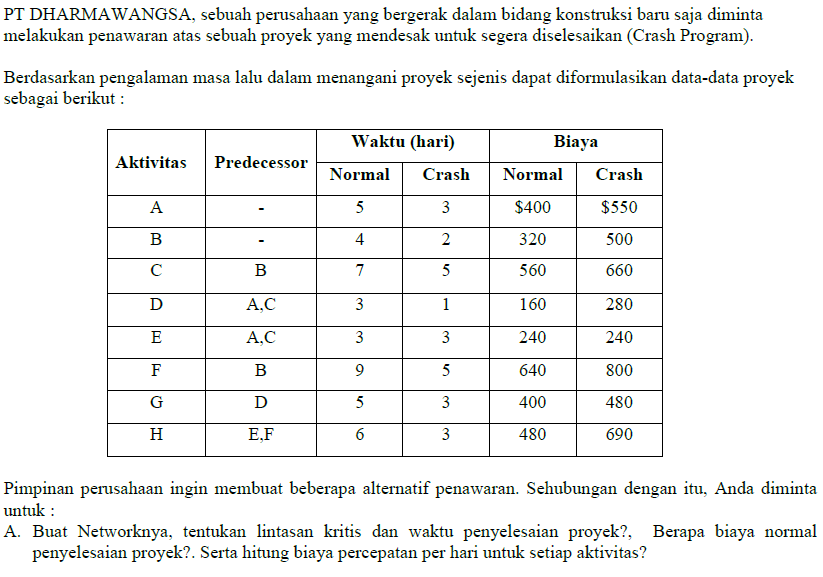 PT DHARMAWANGSA, sebuah perusahaan yang bergerak dalam bidang konstruksi baru saja diminta
melakukan penawaran atas sebuah proyek yang mendesak untuk segera diselesaikan (Crash Program).
Berdasarkan pengalaman masa lalu dalam menangani proyek sejenis dapat diformulasikan data-data proyek
sebagai berikut :
Aktivitas Predecessor Waktu (hari) Biaya
Normal Crash Normal Crash
A - 5 3 $400 $550
B - 4 2 320 500
C B 7 5 560 660
D A,C 3 1 160 280
E A,C 3 3 240 240
F B 9 5 640 800
G D 5 3 400 480
H E,F 6 3 480 690
Pimpinan perusahaan ingin membuat beberapa alternatif penawaran. Sehubungan dengan itu, Anda diminta
untuk :
A. Buat Networknya, tentukan lintasan kritis dan waktu penyelesaian proyek?, Berapa biaya normal
penyelesaian proyek?. Serta hitung biaya percepatan per hari untuk setiap aktivitas?